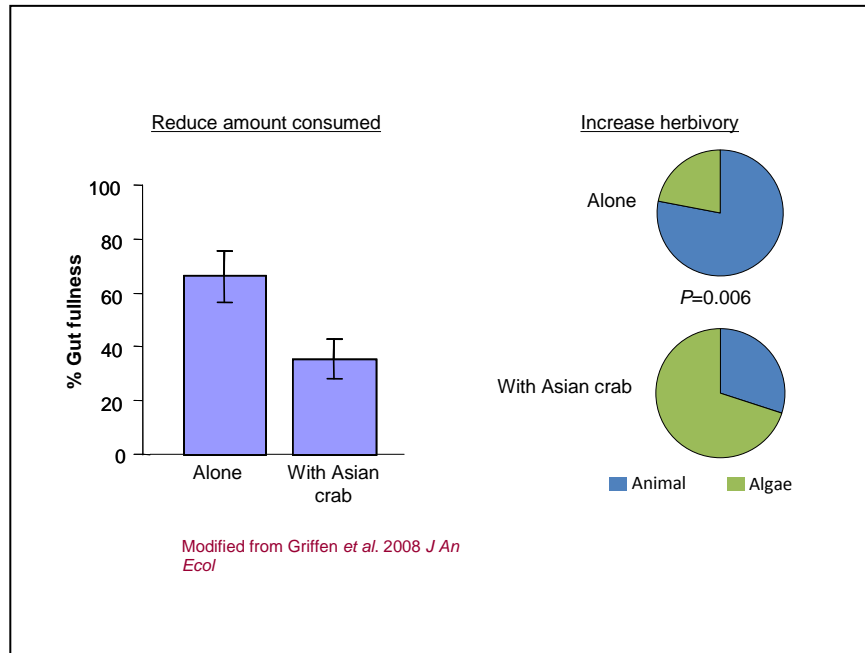 Reduce amount consumed
100
80
60
40
20
0
% Gut fullness
Alone
With Asian
crab
Increase herbivory
Alone
P=0.006
With Asian crab
Animal
Algae
Modified from Griffen et al. 2008 J An
Ecol